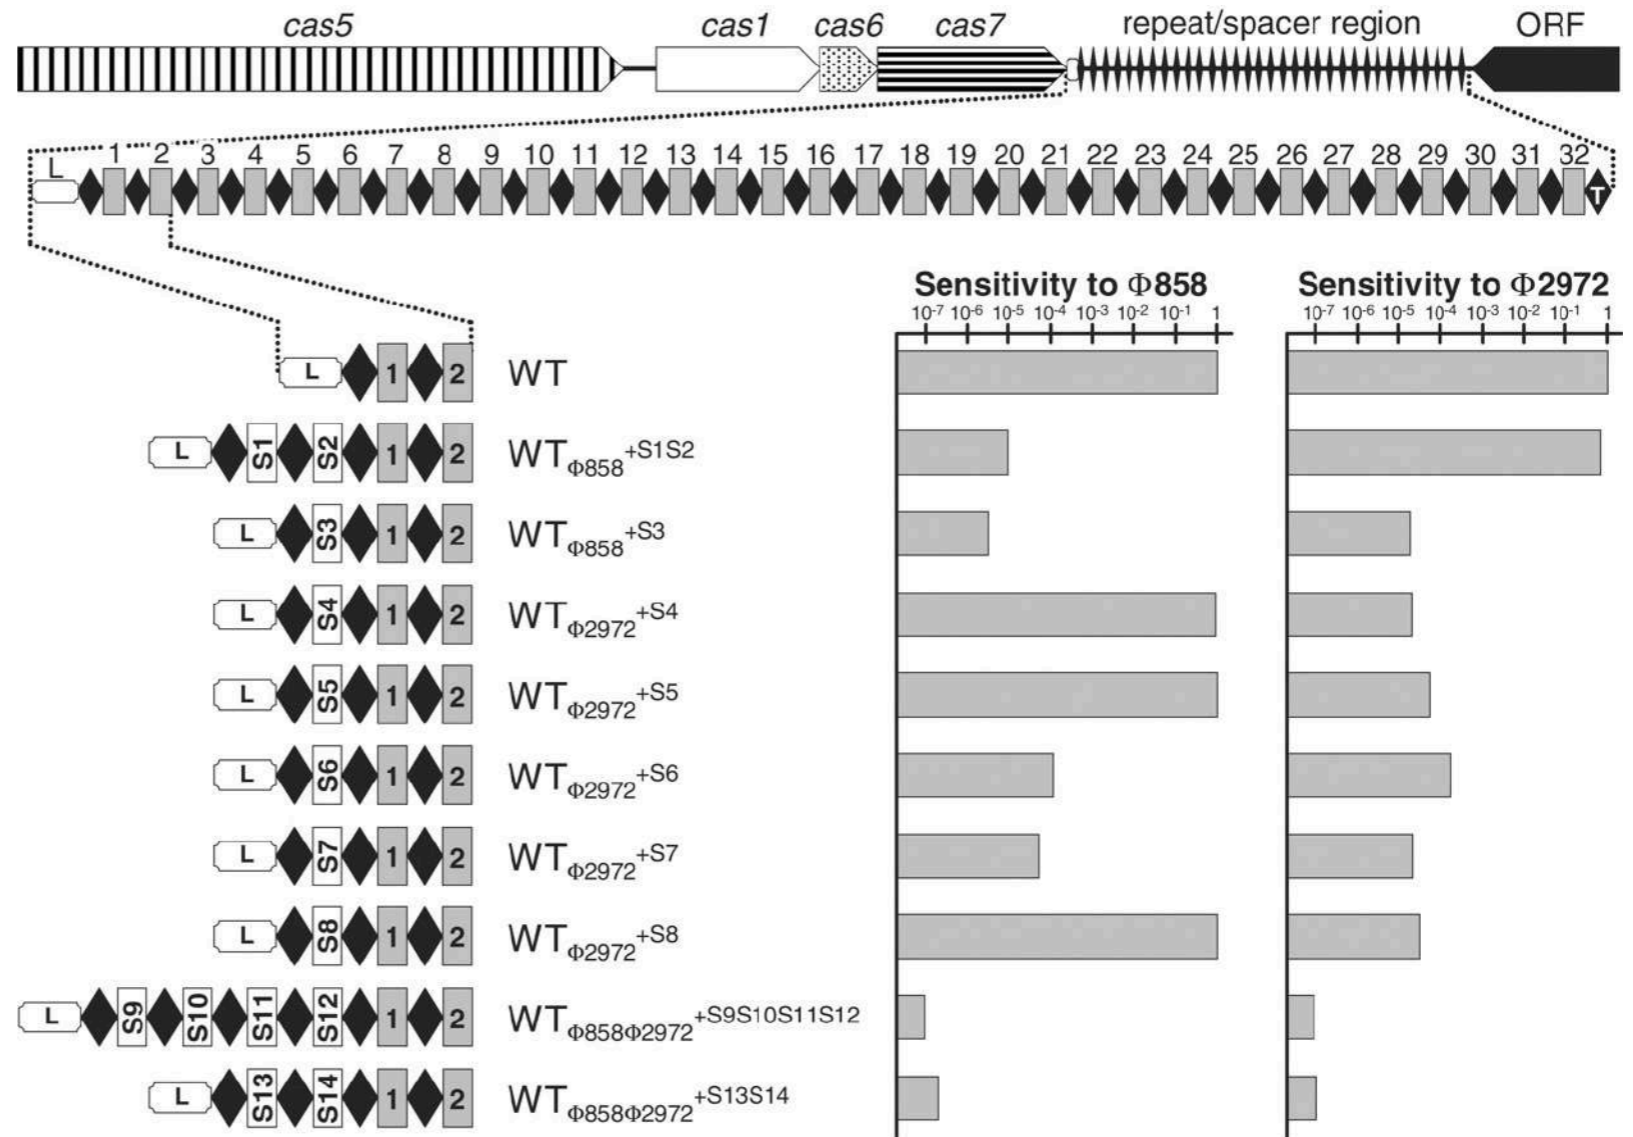 cas5 cas1 cas6 cas7 repeat/spacer region ORF
L 1 2 3 4 5 6 7 8 9 10 11 12 13 14 15 16 17 18 19 20 21 22 23 24 25 26 27 28 29 30 31 32
T
Sensitivity to Φ858 Sensitivity to Φ2972
10-7 10-6 10-5 10-4 10-3 10-2 10-1 1 10-7 10-6 10-5 10-4 10-3 10-2 10-1 1
L 1 2 WT
L S1 S2 1 2 WTΦ858+S1S2
L S3 1 2 WTΦ858+S3
L S4 1 2 WTΦ2972+S4
L S5 1 2 WTΦ2972+S5
L S6 1 2 WTΦ2972+S6
L S7 1 2 WTΦ2972+S7
L S8 1 2 WTΦ2972+S8
L S9 S10 S11 S12 1 2 WTΦ858Φ2972+S9S10S11S12
L S13 S14 1 2 WTΦ858Φ2972+S13S14